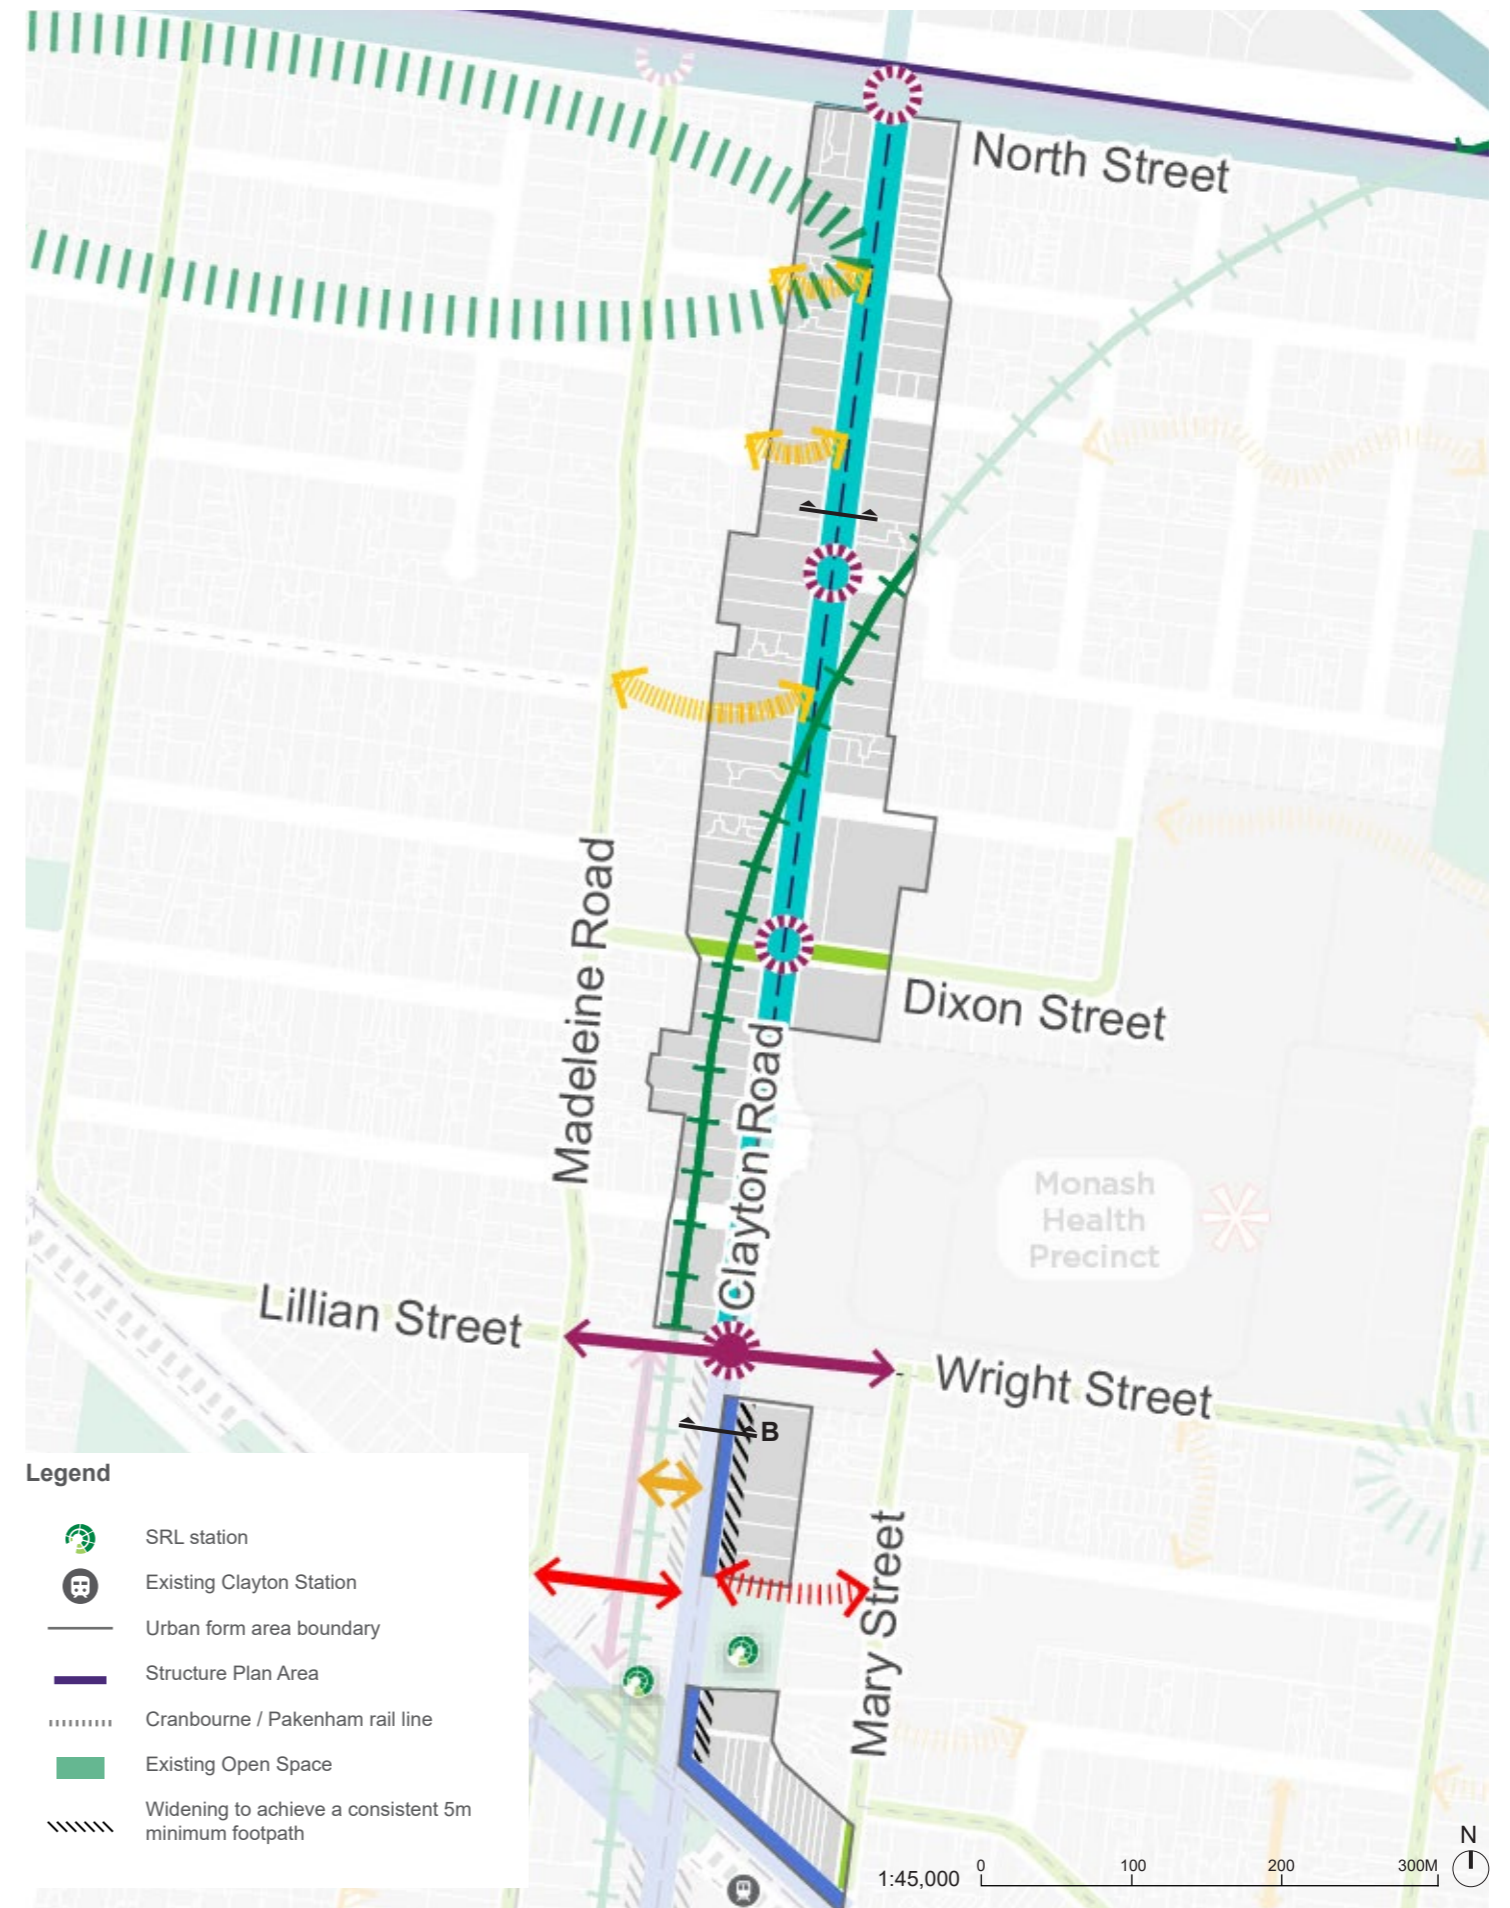 North Street
Madeleine Road
Dixon Street
Clayton Road
Monash
Health
Precinct
Lillian Street
Wright Street
B
Mary Street
Legend
SRL station
Existing Clayton Station
Urban form area boundary
Structure Plan Area
Cranbourne / Pakenham rail line
Existing Open Space
Widening to achieve a consistent 5m
minimum footpath
1:45,000
0 100 200 300M
N